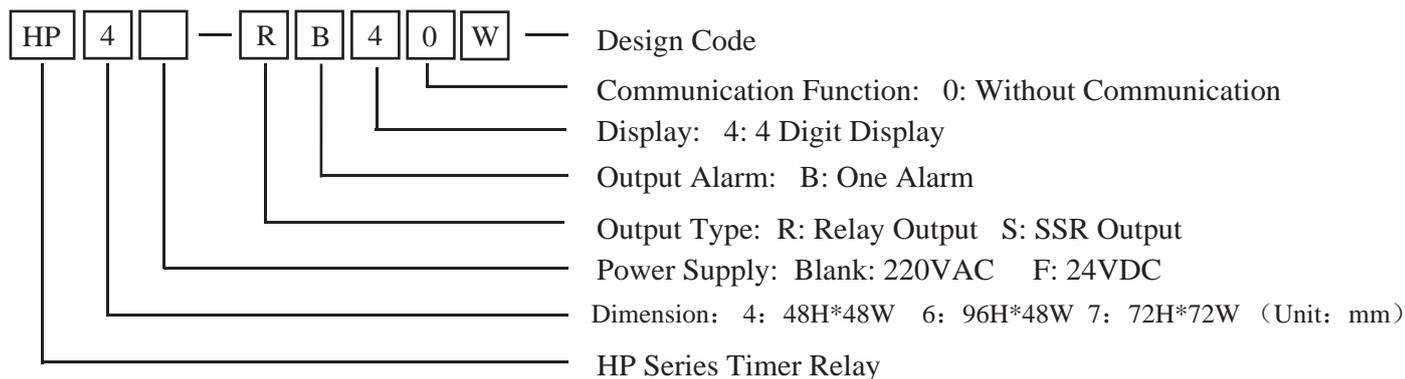 HP 4 — R B 4 0 W — Design Code
Communication Function: 0: Without Communication
Display: 4: 4 Digit Display
Output Alarm: B: One Alarm
Output Type: R: Relay Output S: SSR Output
Power Supply: Blank: 220VAC F: 24VDC
Dimension： 4：48H*48W 6：96H*48W 7：72H*72W （Unit：mm）
HP Series Timer Relay